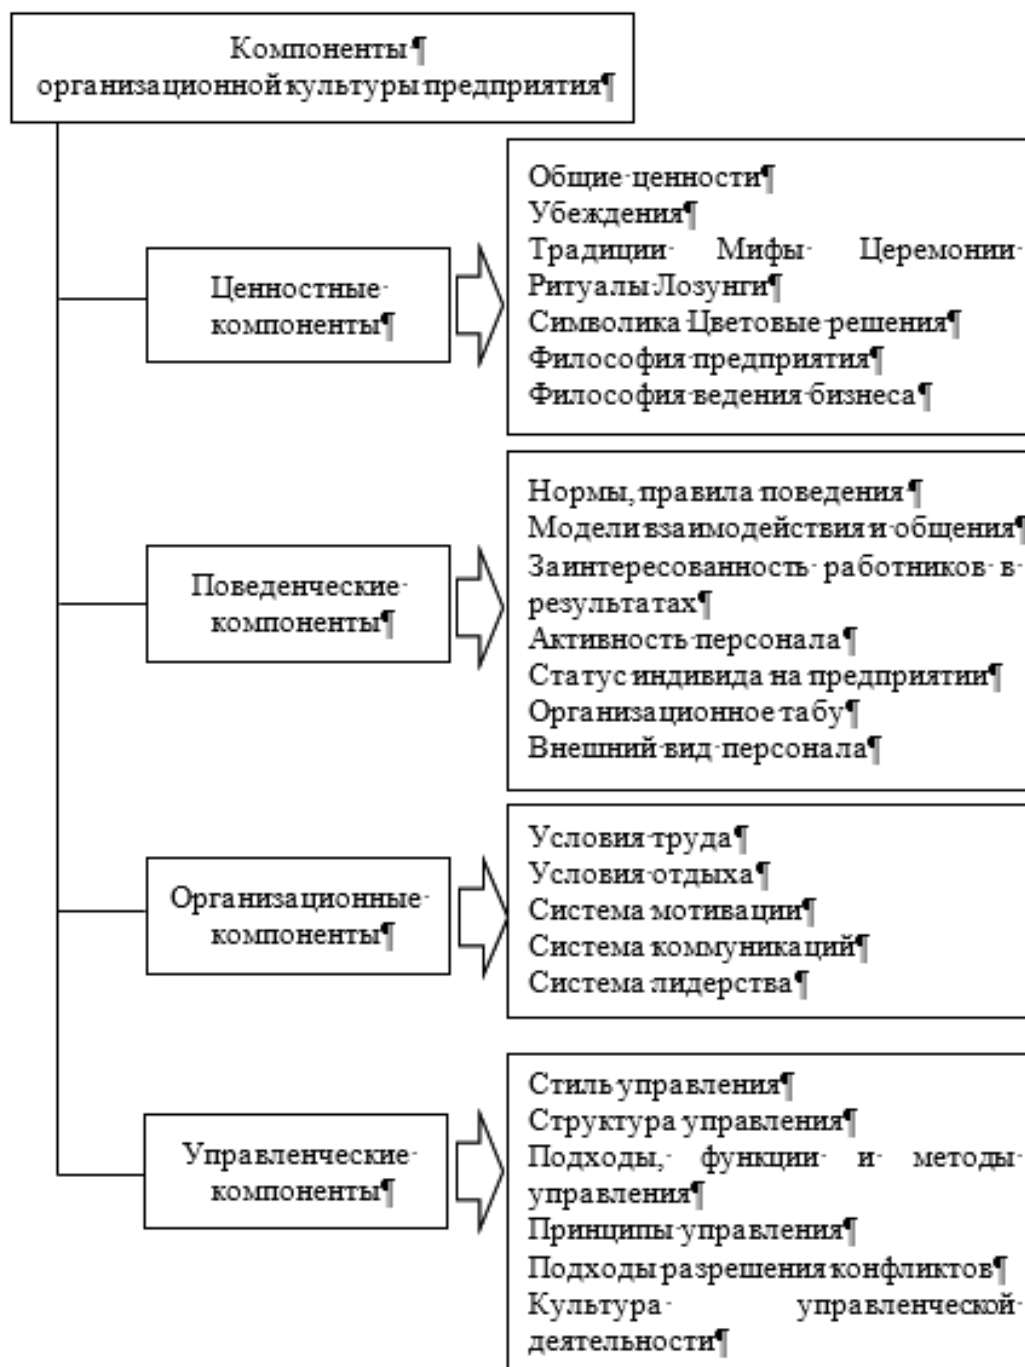 Компоненты¶
организационной·культуры·предприятия¶
Ценностные·
компоненты¶
Общие·ценности¶
Убеждения¶
Традиции· Мифы· Церемонии·
Ритуалы·Лозунги¶
Символика·Цветовые·решения¶
Философия·предприятия¶
Философия·ведения·бизнеса¶
Поведенческие·
компоненты¶
Нормы,·правила·поведения¶
Модели·взаимодействия·и·общения¶
Заинтересованность· работников· в·
результатах¶
Активность·персонала¶
Статус·индивида·на·предприятии¶
Организационное·табу¶
Внешний·вид·персонала¶
Организационные·
компоненты¶
Условия·труда¶
Условия·отдыха¶
Система·мотивации¶
Система·коммуникаций¶
Система·лидерства¶
Управленческие·
компоненты¶
Стиль·управления¶
Структура·управления¶
Подходы,· функции· и· методы·
управления¶
Принципы·управления¶
Подходы·разрешения·конфликтов¶
Культура· управленческой·
деятельности¶